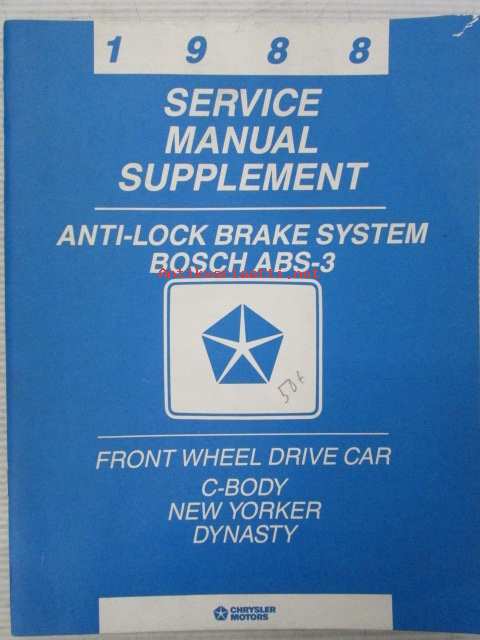 1 9 8 8
SERVICE
MANUAL
SUPPLEMENT
ANTI-LOCK BRAKE SYSTEM
BOSCH ABS-3
50€
FRONT WHEEL DRIVE CAR
C-BODY
NEW YORKER
DYNASTY
CHRYSLER
MOTORS